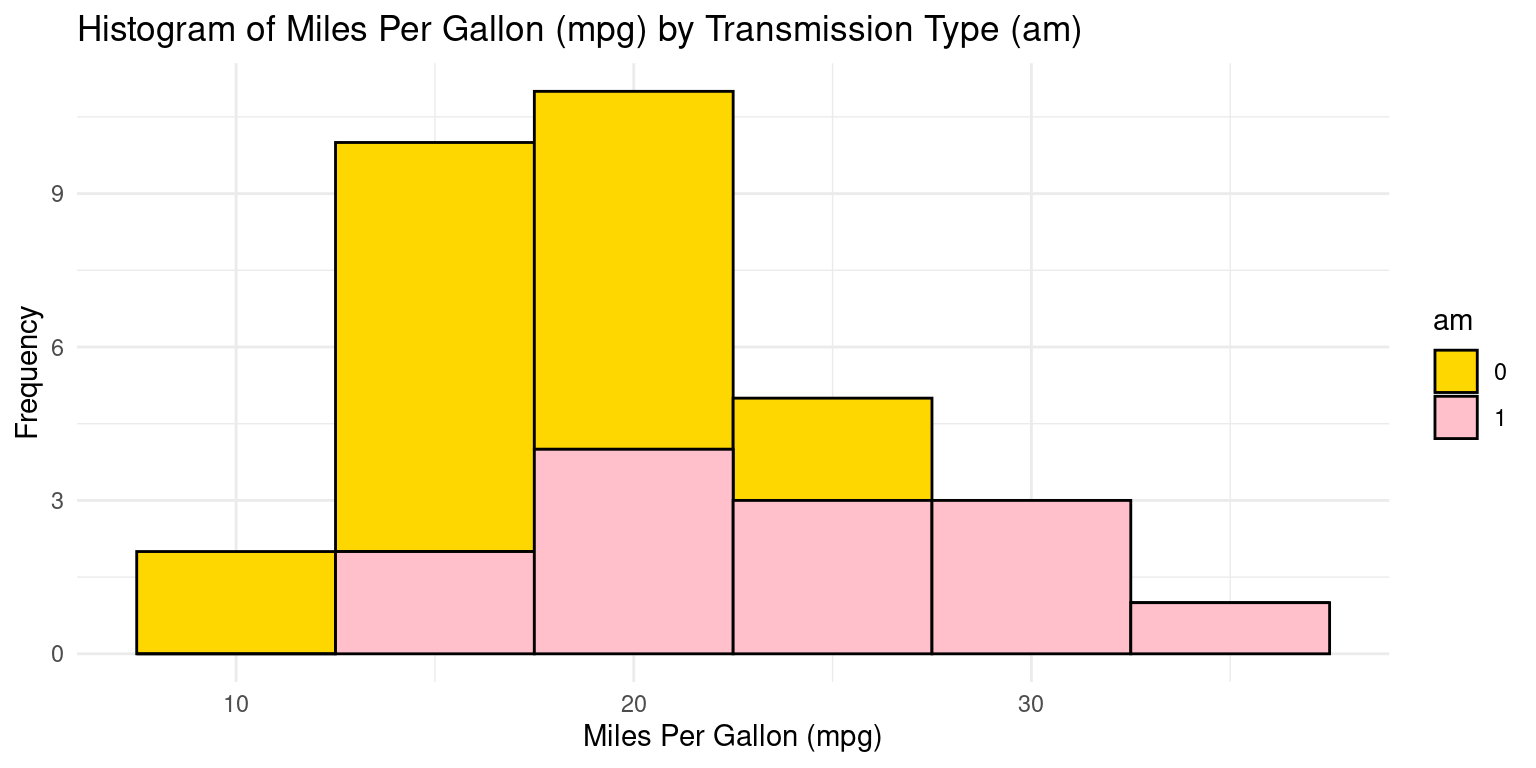 Histogram of Miles Per Gallon (mpg) by Transmission Type (am)
9
6
3
0
Frequency
10 20 30
Miles Per Gallon (mpg)
am
0
1